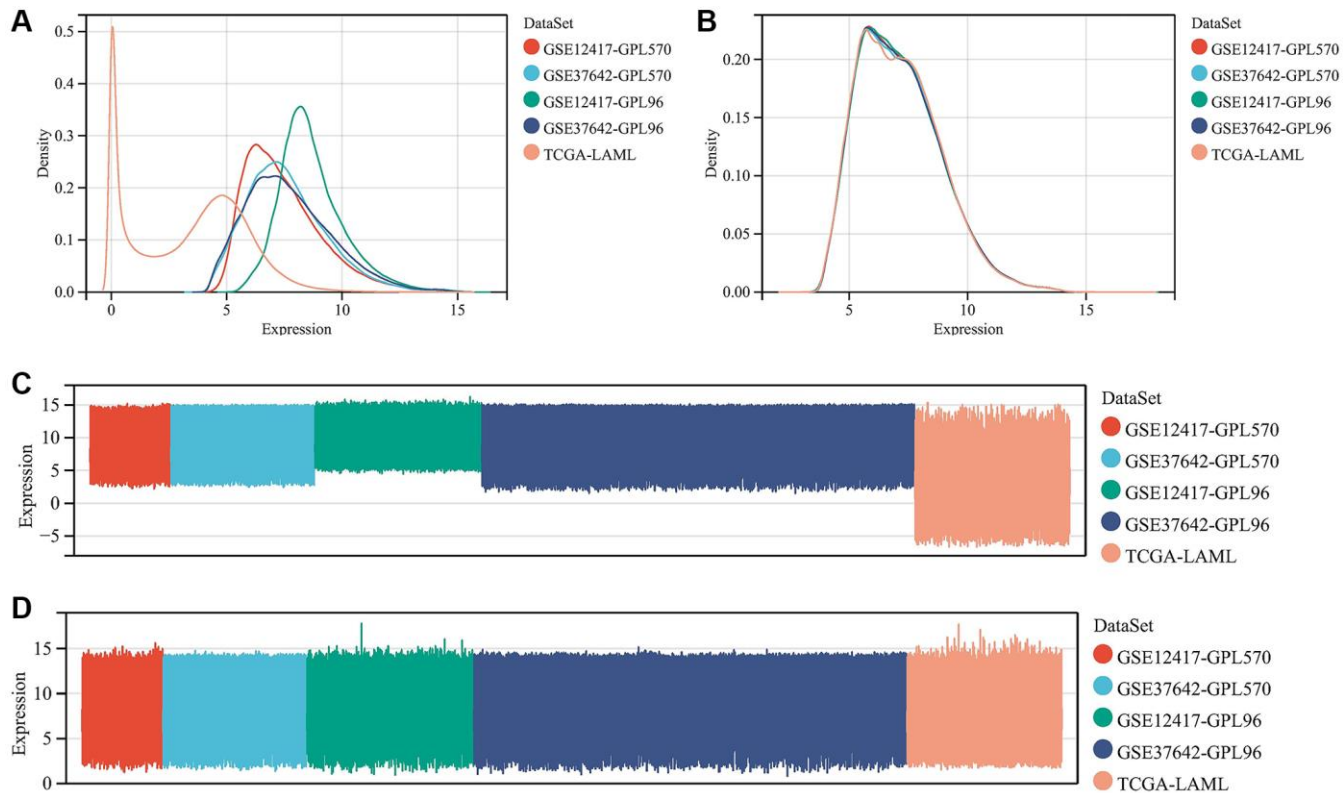 A
DataSet
GSE12417-GPL570
GSE37642-GPL570
GSE12417-GPL96
GSE37642-GPL96
TCGA-LAML
Density
0.5
0.4
0.3
0.2
0.1
0.0
0
5
10
15
Expression
B
DataSet
GSE12417-GPL570
GSE37642-GPL570
GSE12417-GPL96
GSE37642-GPL96
TCGA-LAML
Density
0.20
0.15
0.10
0.05
0.00
5
10
15
Expression
C
Expression
15
10
5
0
−5
DataSet
GSE12417-GPL570
GSE37642-GPL570
GSE12417-GPL96
GSE37642-GPL96
TCGA-LAML
D
Expression
15
10
5
0
DataSet
GSE12417-GPL570
GSE37642-GPL570
GSE12417-GPL96
GSE37642-GPL96
TCGA-LAML